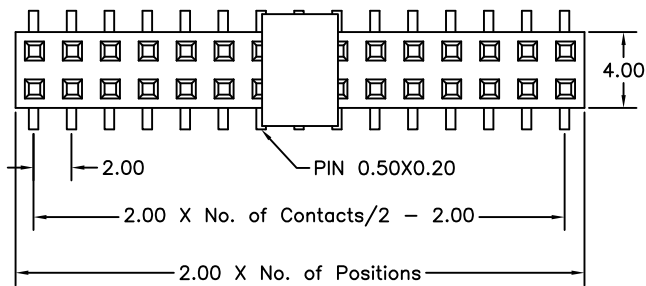 4.00
2.00
PIN 0.50X0.20
2.00 X No. of Contacts/2 - 2.00
2.00 X No. of Positions